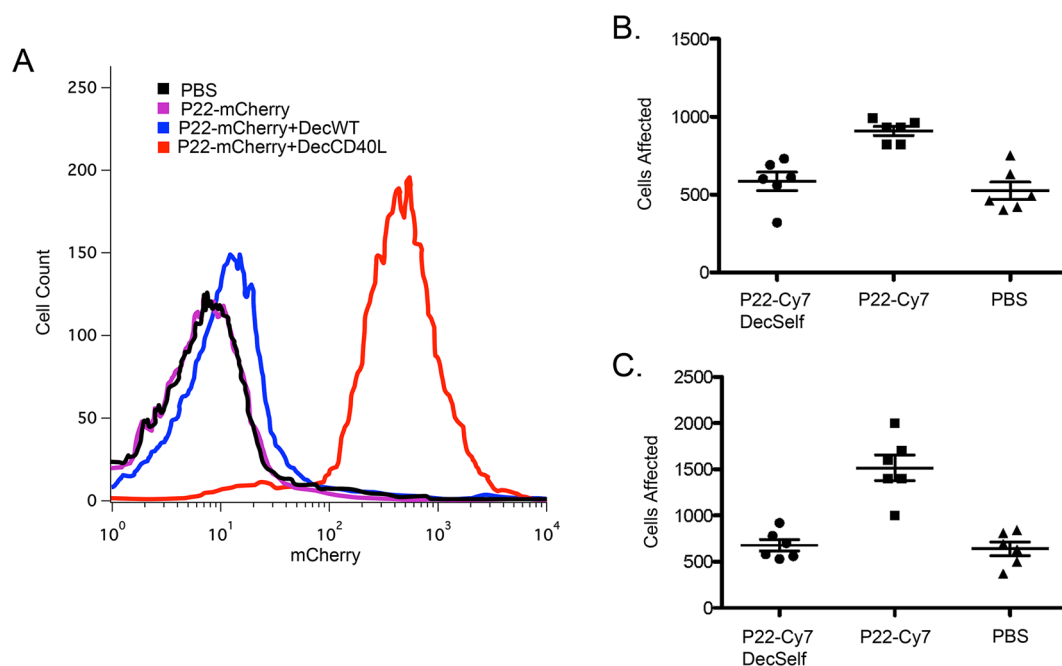 A
250
200
150
100
50
0
Cell Count
PBS
P22-mCherry
P22-mCherry+DecWT
P22-mCherry+DecCD40L
10^0
10^1
10^2
10^3
10^4
mCherry
B.
1500
1000
500
0
Cells Affected
P22-Cy7
DecSelf
P22-Cy7
PBS
C.
2500
2000
1500
1000
500
0
Cells Affected
P22-Cy7
DecSelf
P22-Cy7
PBS